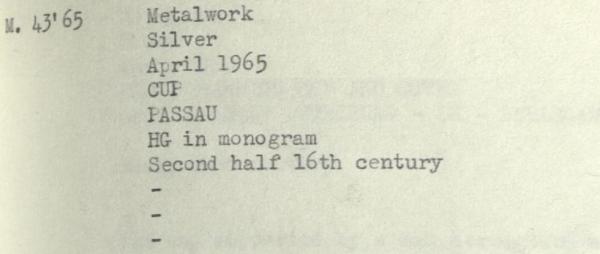 M. 43'65 Metalwork
Silver
April 1965
CUP
PASSAU
HG in monogram
Second half 16th century
-
-
-